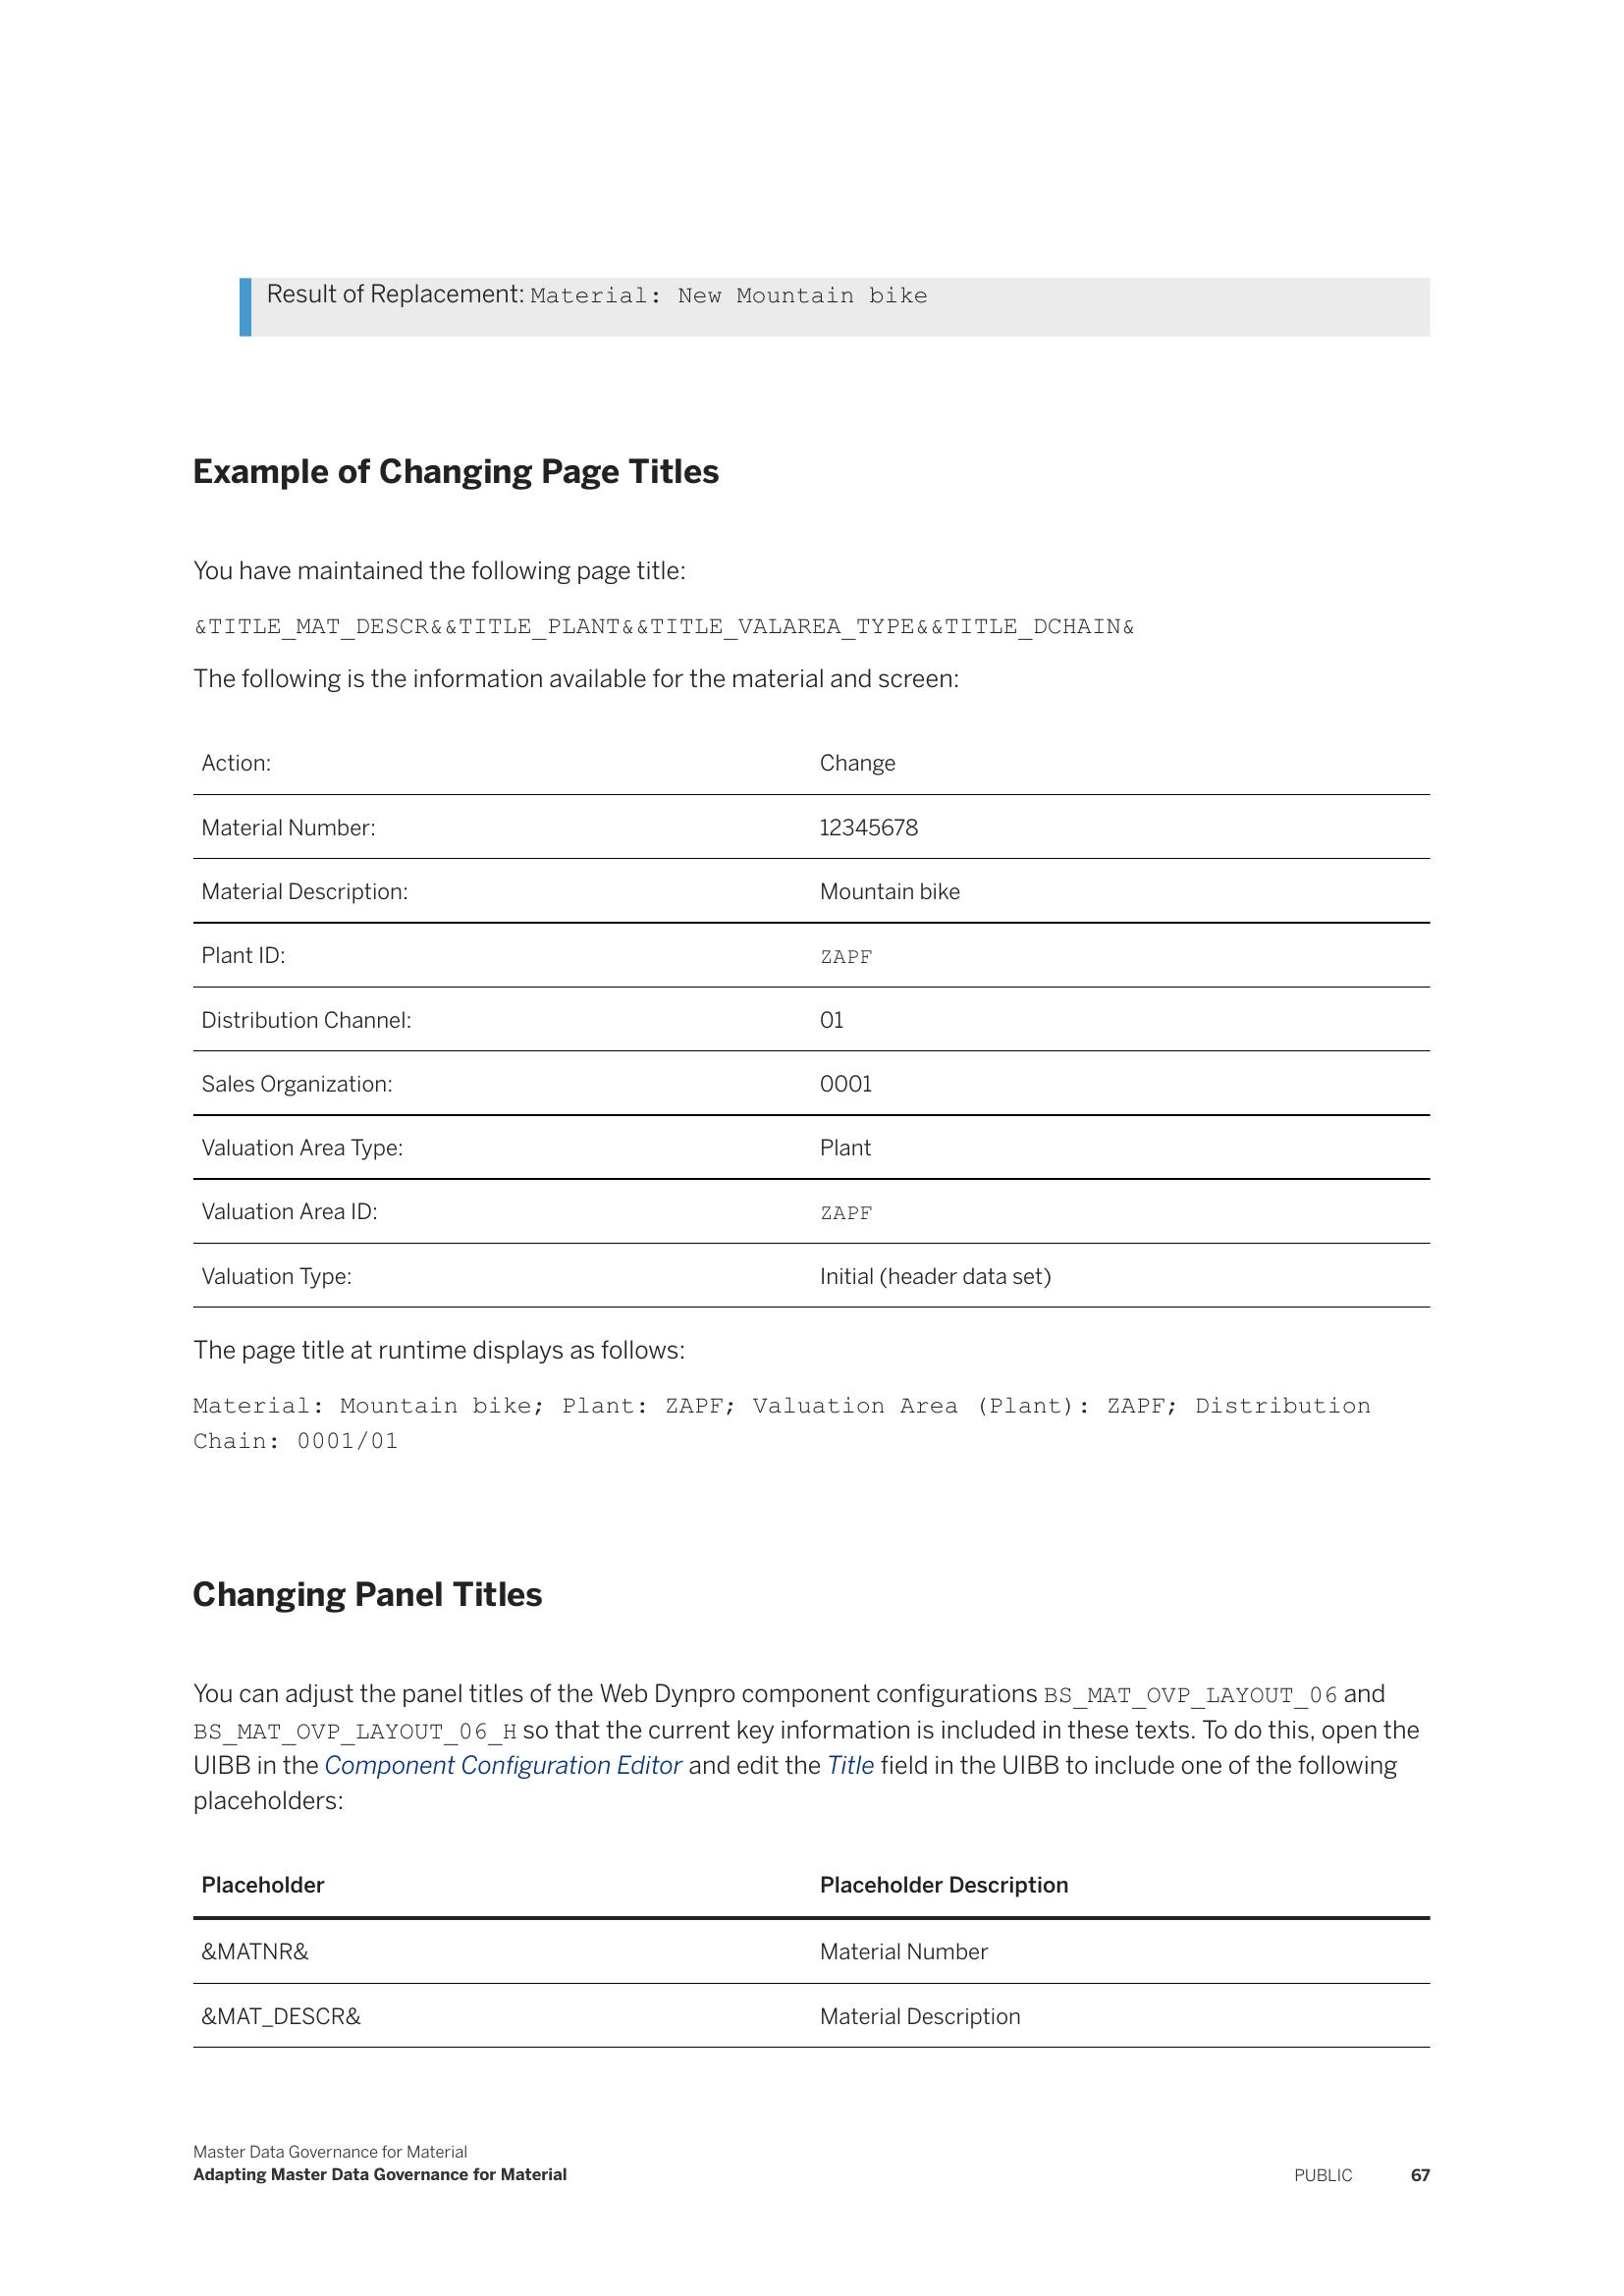 Result of Replacement: Material: New Mountain bike
Example of Changing Page Titles
You have maintained the following page title:
&TITLE_MAT_DESCR&&TITLE_PLANT&&TITLE_VALAREA_TYPE&&TITLE_DCHAIN&
The following is the information available for the material and screen:
Action: Change
Material Number: 12345678
Material Description: Mountain bike
Plant ID: ZAPF
Distribution Channel: 01
Sales Organization: 0001
Valuation Area Type: Plant
Valuation Area ID: ZAPF
Valuation Type: Initial (header data set)
The page title at runtime displays as follows:
Material: Mountain bike; Plant: ZAPF; Valuation Area (Plant): ZAPF; Distribution
Chain: 0001/01
Changing Panel Titles
You can adjust the panel titles of the Web Dynpro component configurations BS_MAT_OVP_LAYOUT_06 and
BS_MAT_OVP_LAYOUT_06_H so that the current key information is included in these texts. To do this, open the
UIBB in the Component Configuration Editor and edit the Title field in the UIBB to include one of the following
placeholders:
Placeholder Placeholder Description
&MATNR& Material Number
&MAT_DESCR& Material Description
Master Data Governance for Material
Adapting Master Data Governance for Material PUBLIC 67